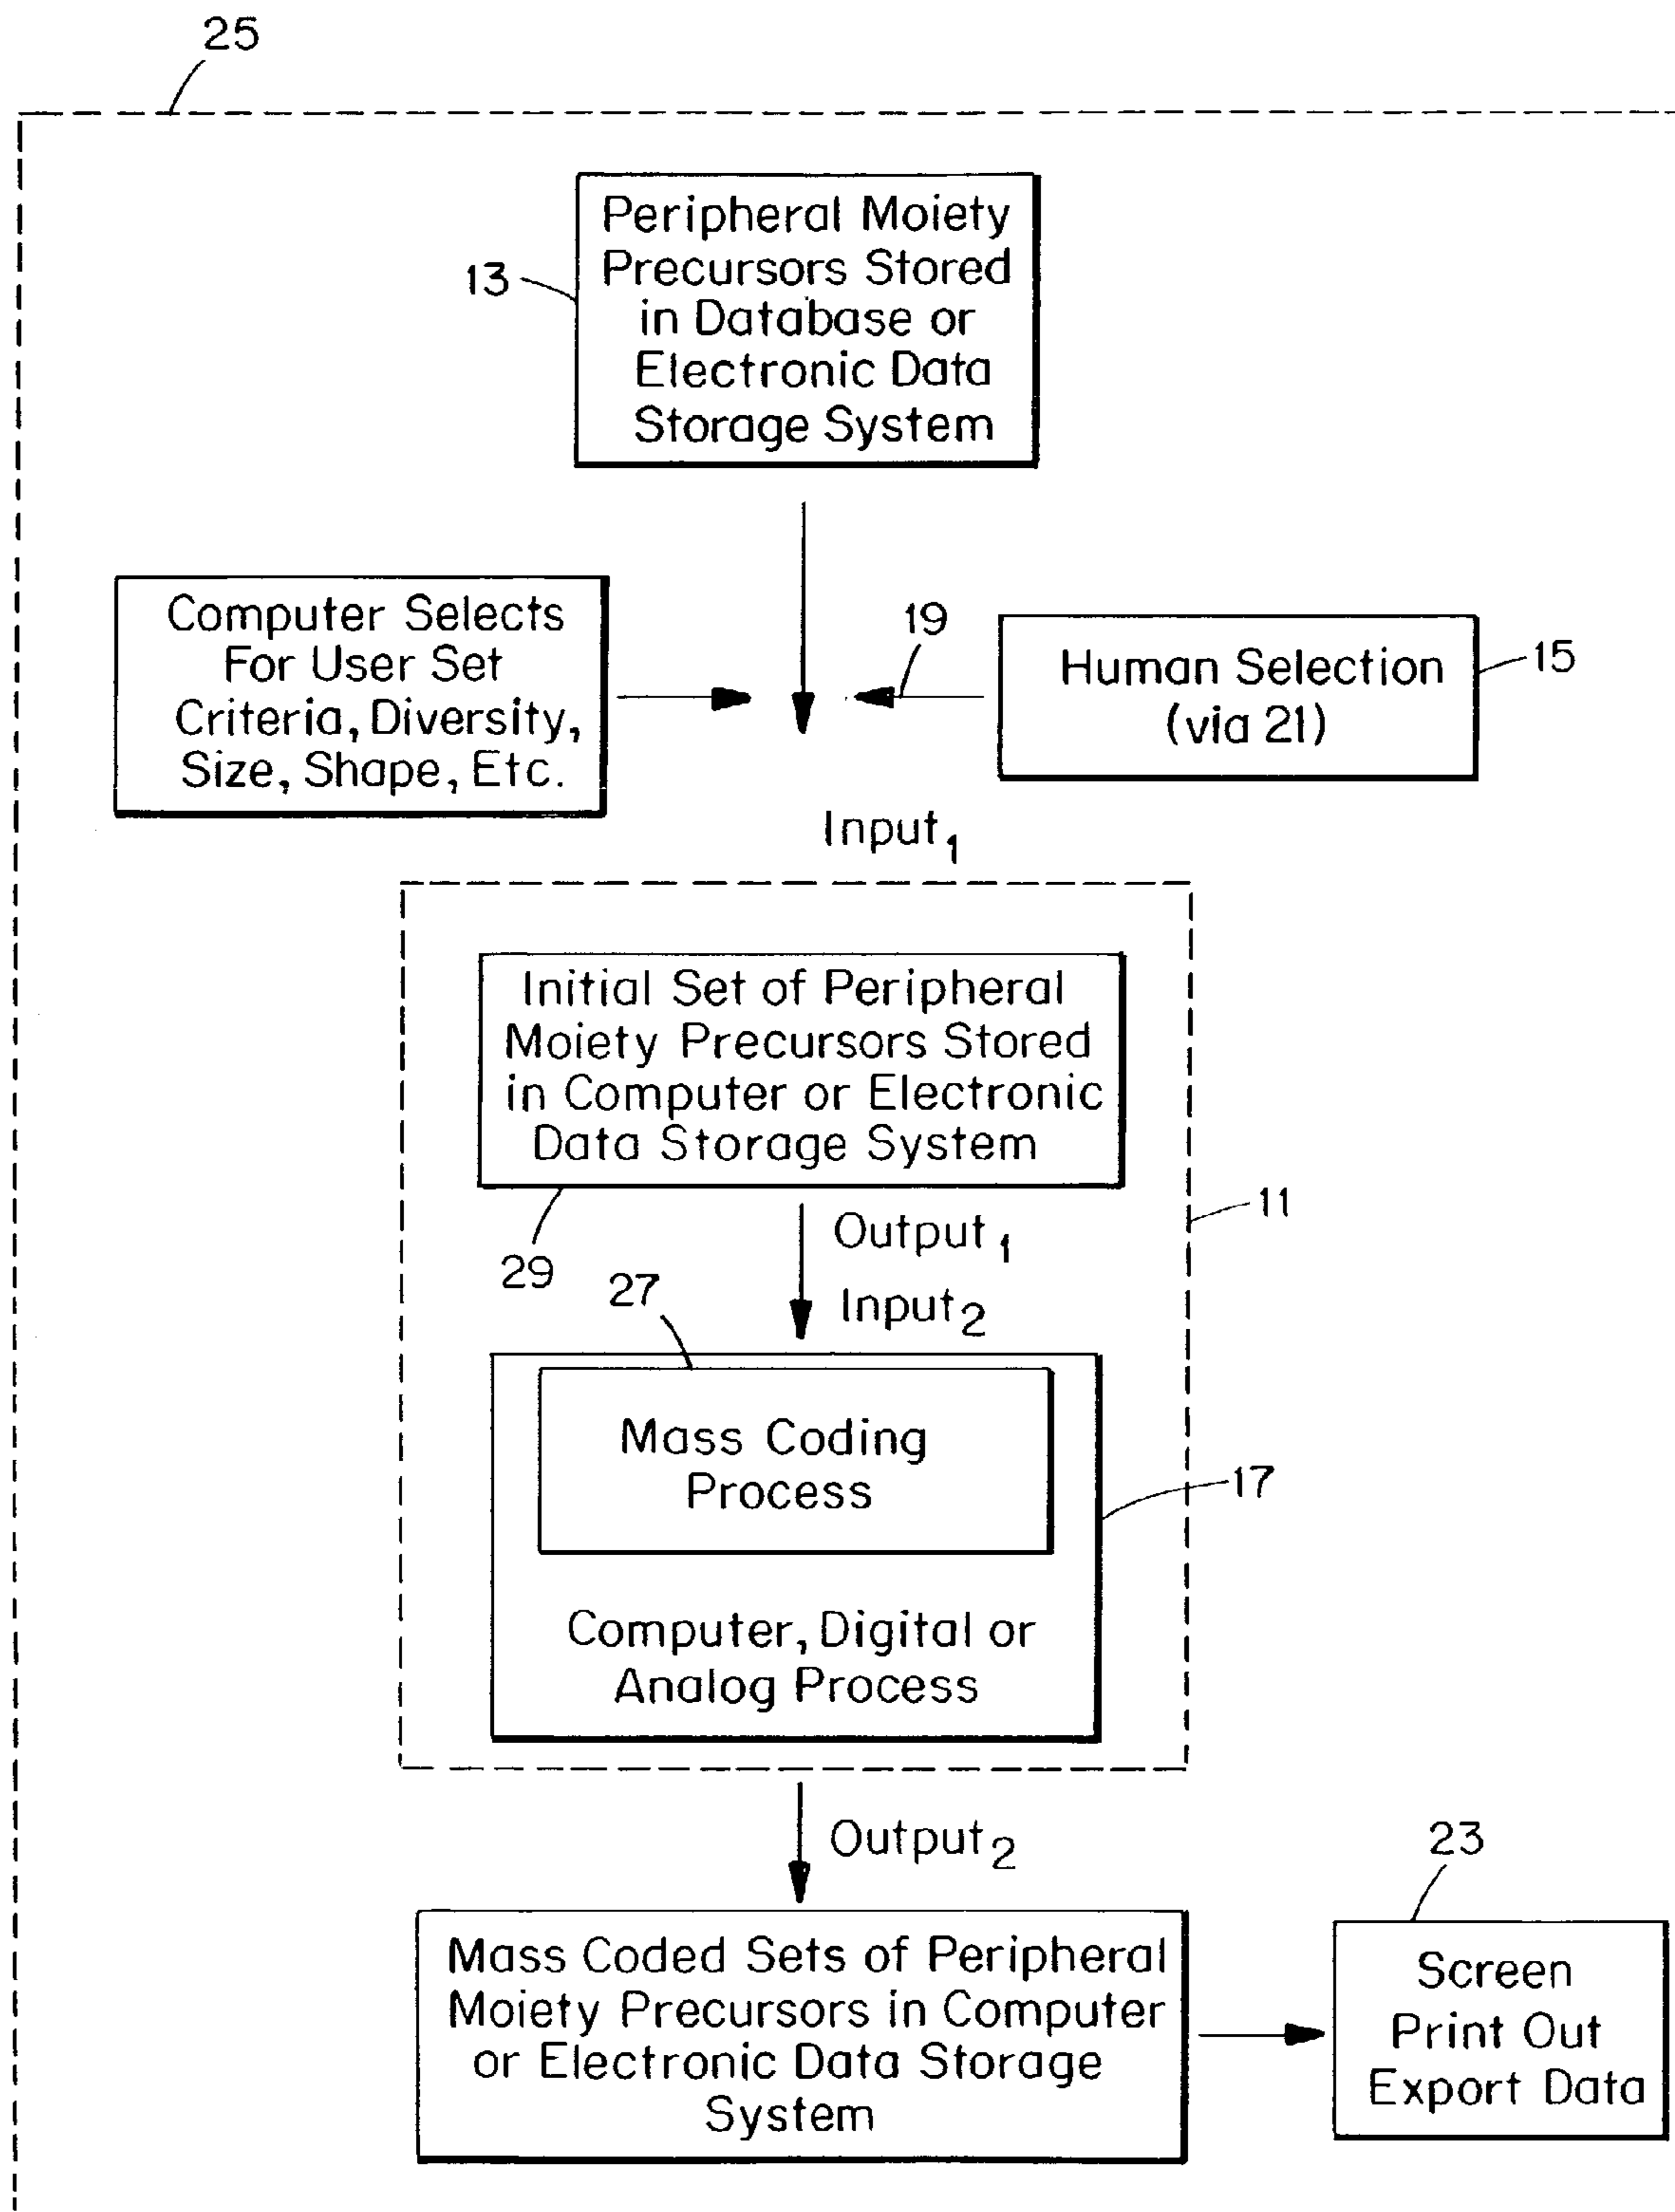 25
Peripheral Moiety
Precursors Stored
in Database or
Electronic Data
Storage System
13
Computer Selects
For User Set
Criteria, Diversity,
Size, Shape, Etc.
19
Human Selection
(via 21)
15
Input1
Initial Set of Peripheral
Moiety Precursors Stored
in Computer or Electronic
Data Storage System
11
29
Output1
Input2
27
Mass Coding
Process
17
Computer, Digital or
Analog Process
Output2
23
Mass Coded Sets of Peripheral
Moiety Precursors in Computer
or Electronic Data Storage
System
Screen
Print Out
Export Data